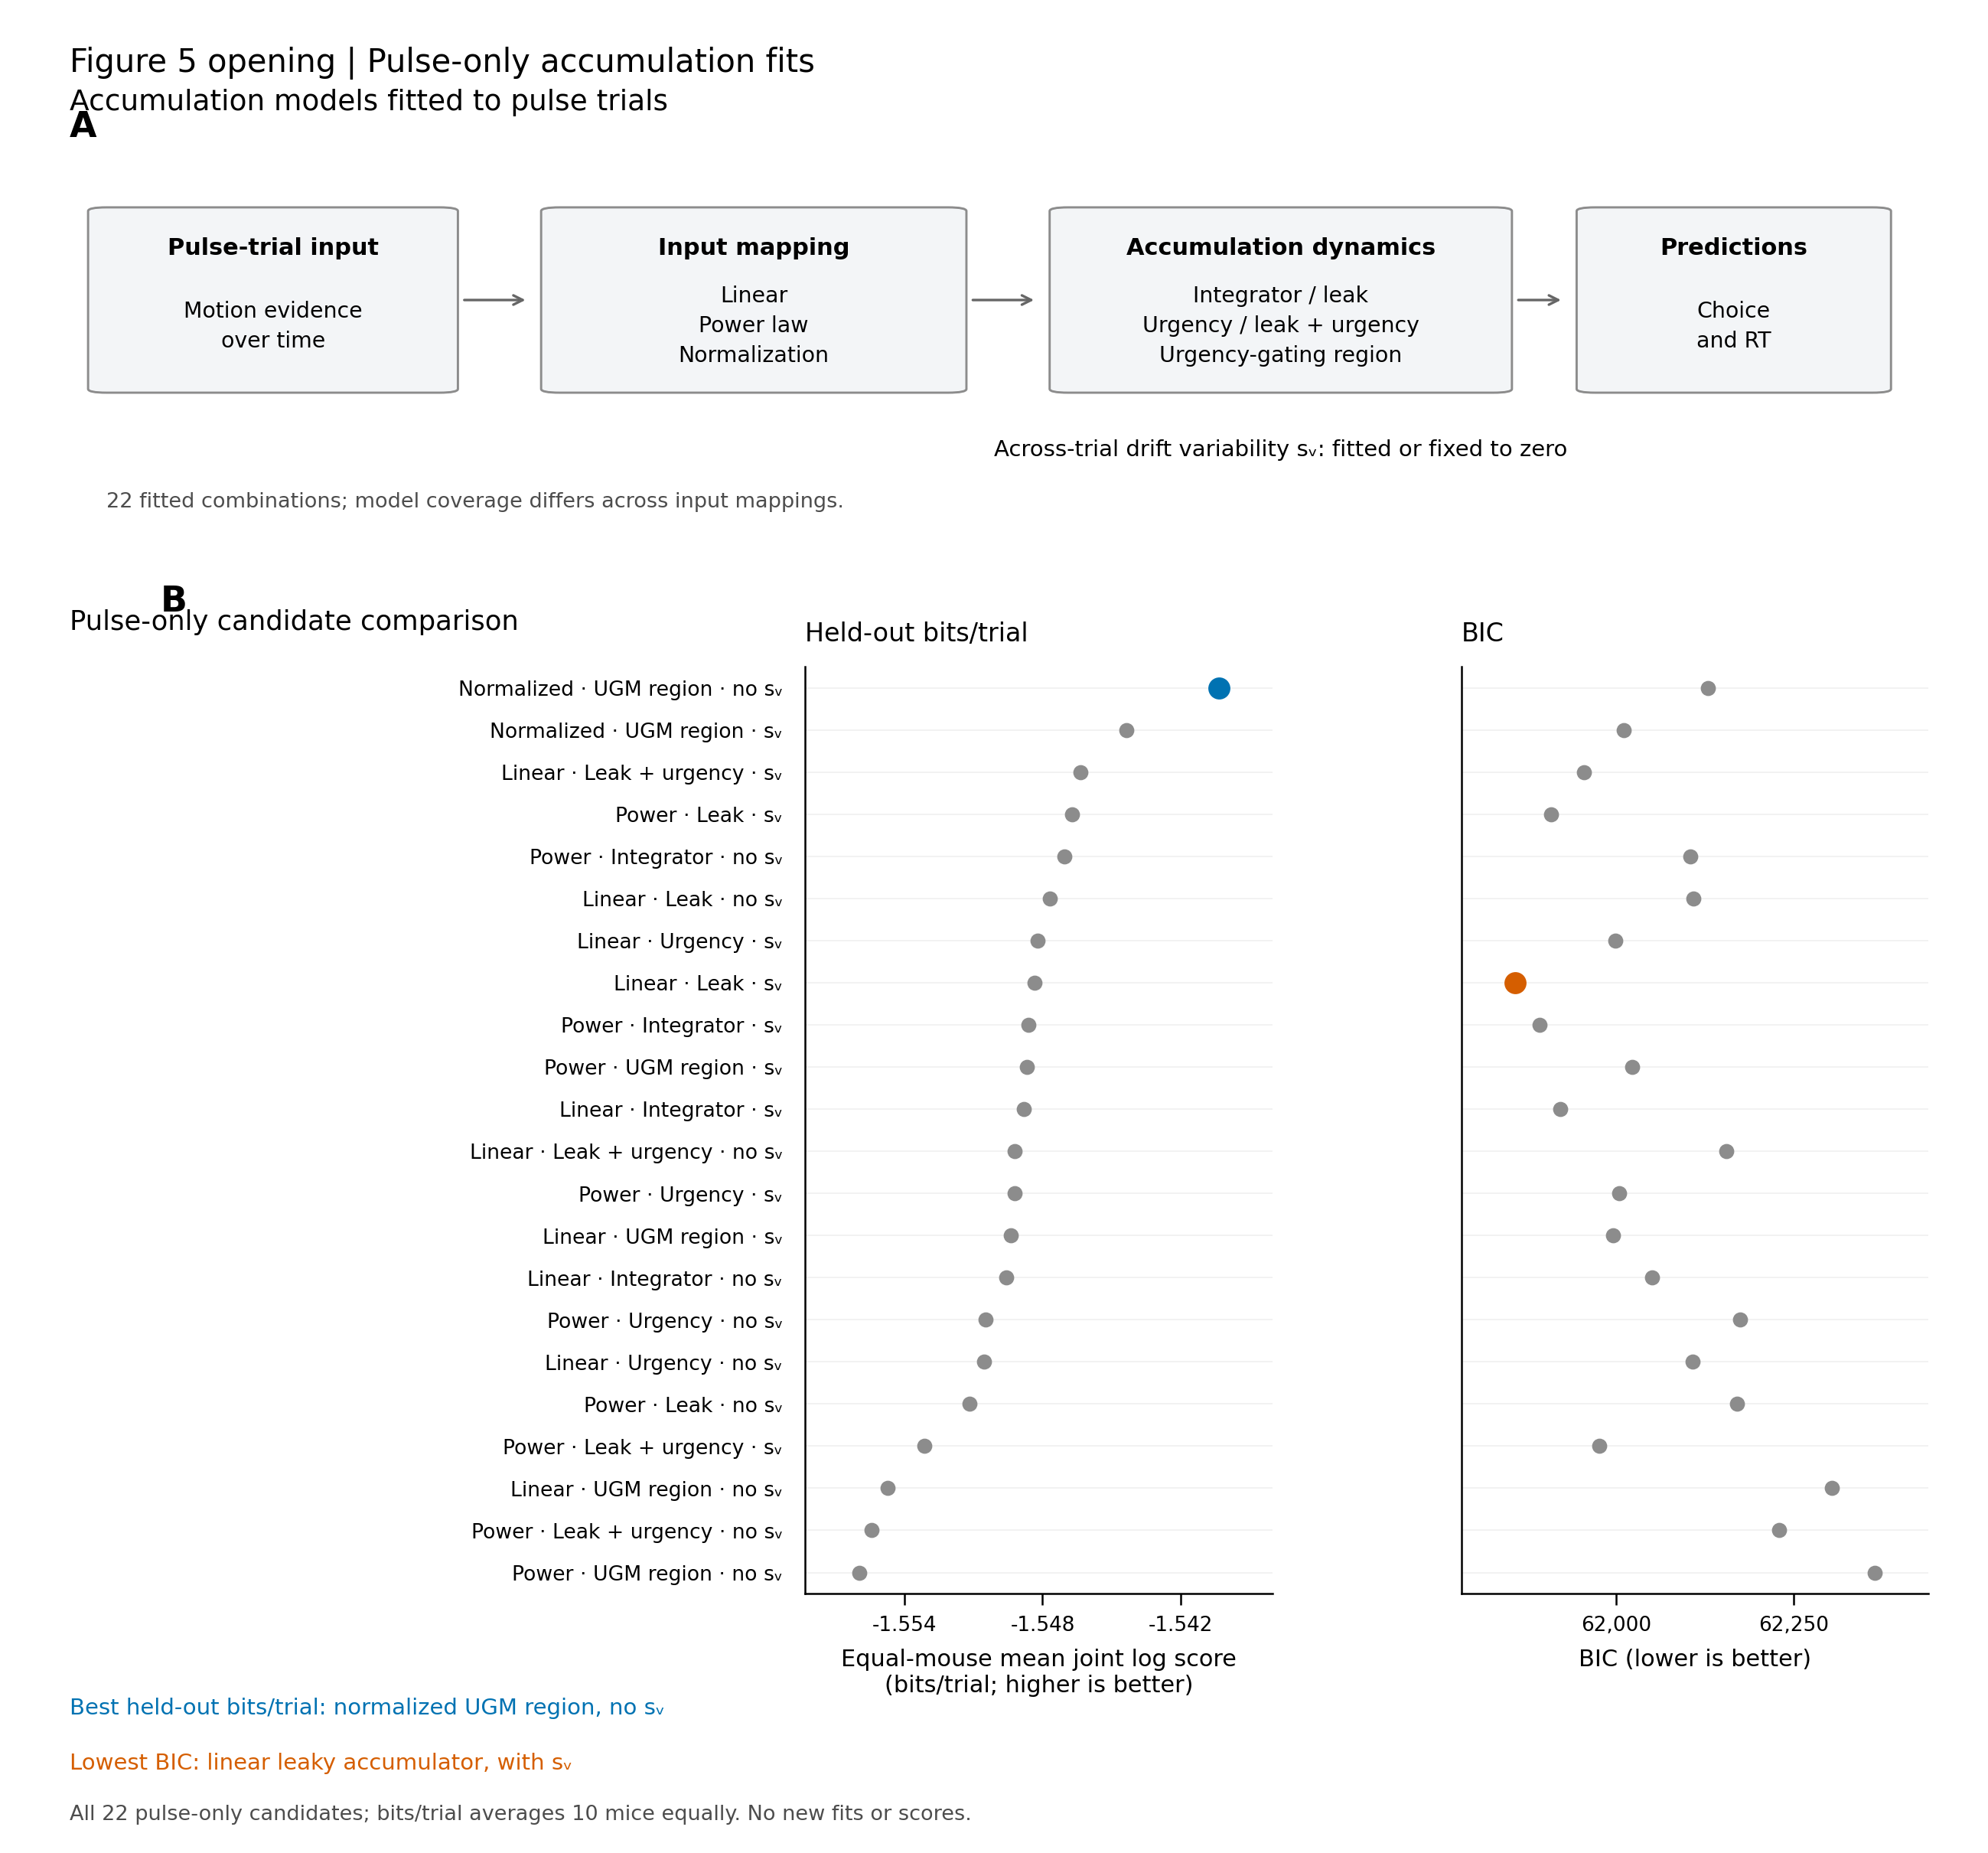 Figure 5 opening | Pulse-only accumulation fits
Accumulation models fitted to pulse trials
A
Pulse-trial input
Motion evidence
over time
Input mapping
Linear
Power law
Normalization
Accumulation dynamics
Integrator / leak
Urgency / leak + urgency
Urgency-gating region
Predictions
Choice
and RT
Across-trial drift variability sᵥ: fitted or fixed to zero
22 fitted combinations; model coverage differs across input mappings.
B
Pulse-only candidate comparison
Held-out bits/trial
BIC
Normalized · UGM region · no sᵥ
Normalized · UGM region · sᵥ
Linear · Leak + urgency · sᵥ
Power · Leak · sᵥ
Power · Integrator · no sᵥ
Linear · Leak · no sᵥ
Linear · Urgency · sᵥ
Linear · Leak · sᵥ
Power · Integrator · sᵥ
Power · UGM region · sᵥ
Linear · Integrator · sᵥ
Linear · Leak + urgency · no sᵥ
Power · Urgency · sᵥ
Linear · UGM region · sᵥ
Linear · Integrator · no sᵥ
Power · Urgency · no sᵥ
Linear · Urgency · no sᵥ
Power · Leak · no sᵥ
Power · Leak + urgency · sᵥ
Linear · UGM region · no sᵥ
Power · Leak + urgency · no sᵥ
Power · UGM region · no sᵥ
-1.554 -1.548 -1.542
Equal-mouse mean joint log score
(bits/trial; higher is better)
62,000 62,250
BIC (lower is better)
Best held-out bits/trial: normalized UGM region, no sᵥ
Lowest BIC: linear leaky accumulator, with sᵥ
All 22 pulse-only candidates; bits/trial averages 10 mice equally. No new fits or scores.